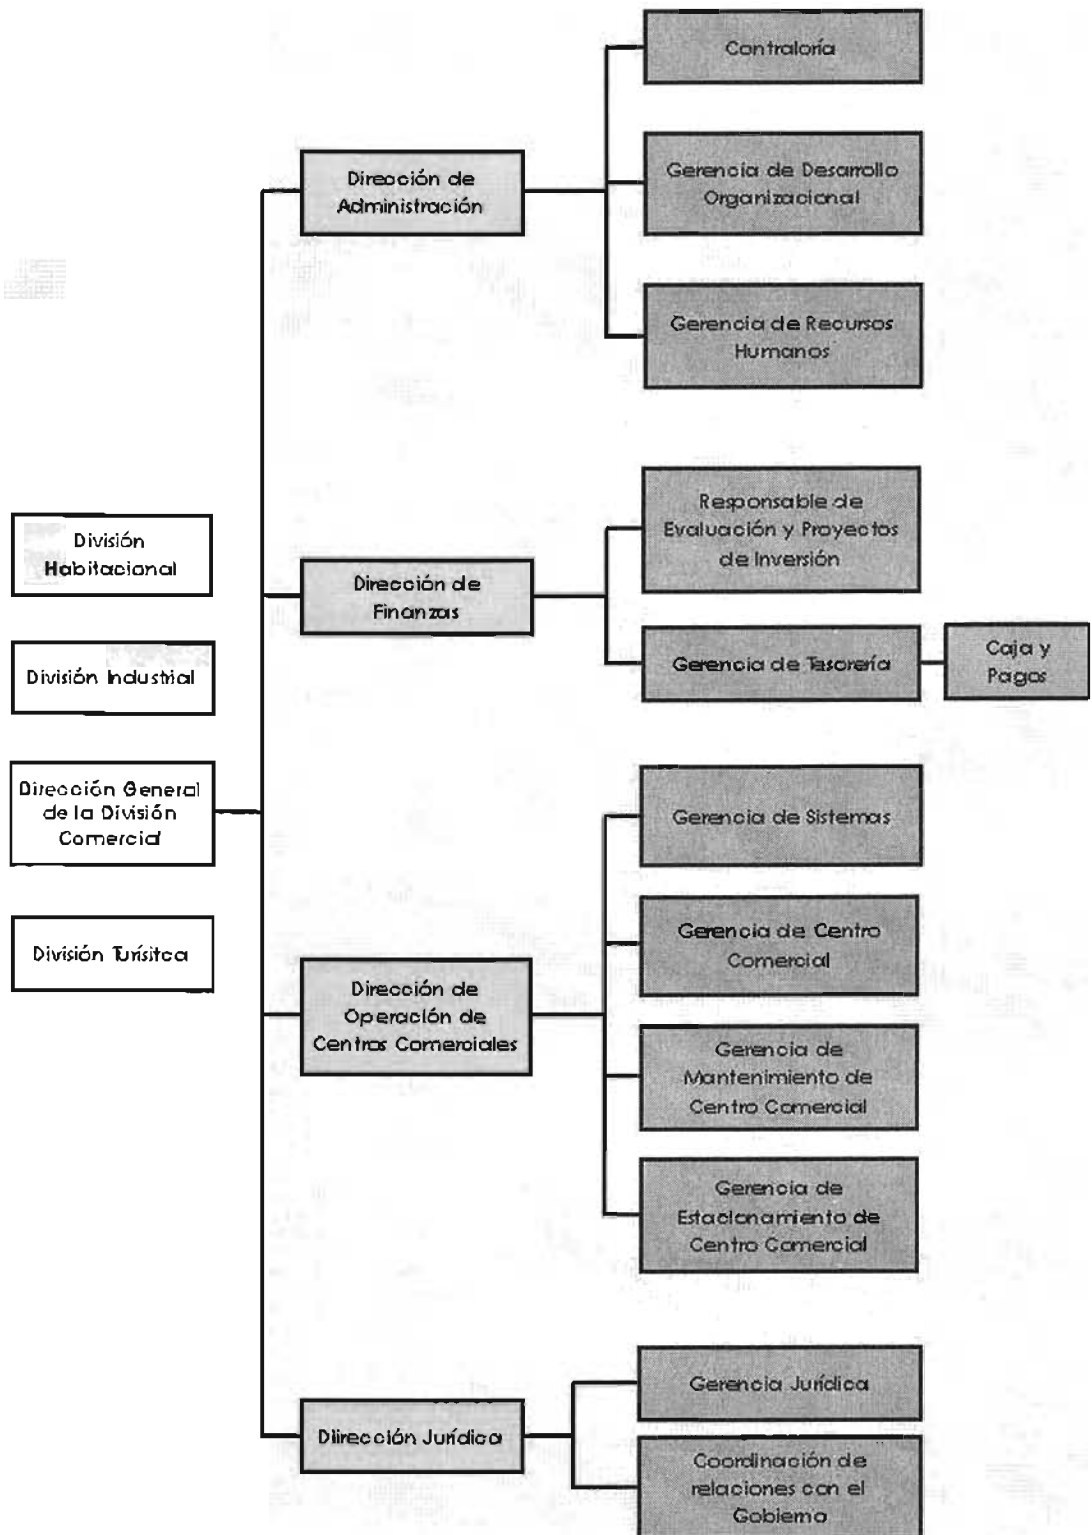 Contraloría
Dirección de
Administración
Gerencia de Desarrollo
Organizacional
Gerencia de Recursos
Humanos
División
Habitacional
División Industrial
Dirección General
de la División
Comercial
División Turísitca
Dirección de
Finanzas
Responsable de
Evaluación y Proyectos
de Inversión
Gerencia de Tesorería
Caja y
Pagos
Dirección de
Operación de
Centros Comerciales
Gerencia de Sistemas
Gerencia de Centro
Comercial
Gerencia de
Mantenimiento de
Centro Comercial
Gerencia de
Estacionamiento de
Centro Comercial
Diirección Jurídica
Gerencia Jurídica
Coordinación de
relaciones con el
Gobierno